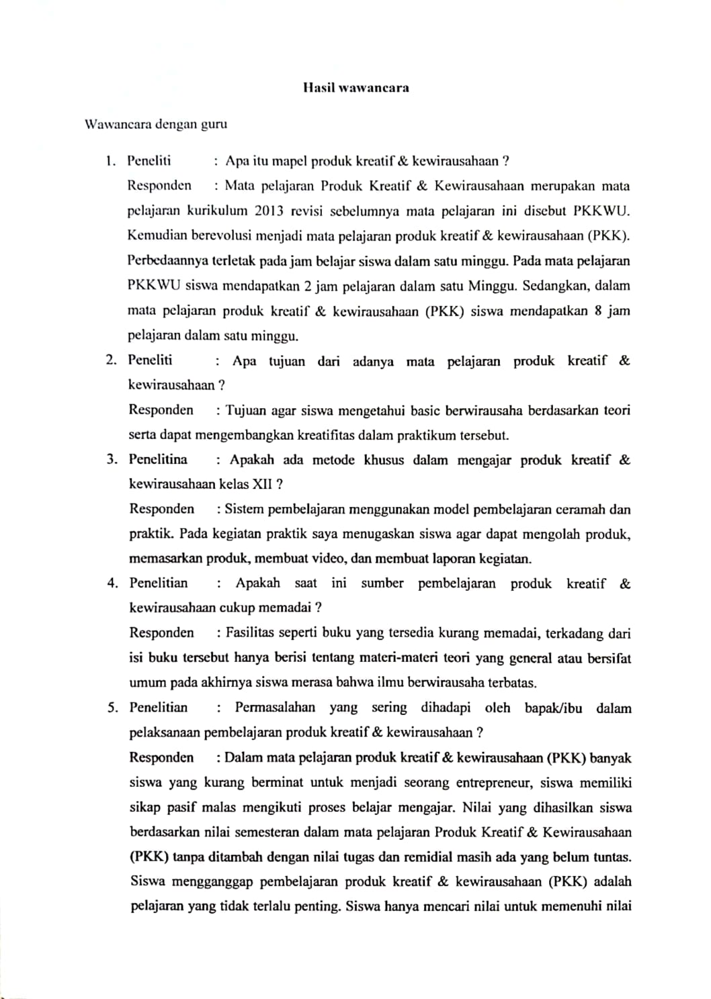 Hasil wawancara
Wawancara dengan guru
1. Peneliti : Apa itu mapel produk kreatif & kewirausahaan ?
Responden : Mata pelajaran Produk Kreatif & Kewirausahaan merupakan mata
pelajaran kurikulum 2013 revisi sebelumnya mata pelajaran ini disebut PKKWU.
Kemudian berevolusi menjadi mata pelajaran produk kreatif & kewirausahaan (PKK).
Perbedaannya terletak pada jam belajar siswa dalam satu minggu. Pada mata pelajaran
PKKWU siswa mendapatkan 2 jam pelajaran dalam satu Minggu. Sedangkan, dalam
mata pelajaran produk kreatif & kewirausahaan (PKK) siswa mendapatkan 8 jam
pelajaran dalam satu minggu.
2. Peneliti : Apa tujuan dari adanya mata pelajaran produk kreatif &
kewirausahaan ?
Responden : Tujuan agar siswa mengetahui basic berwirausaha berdasarkan teori
serta dapat mengembangkan kreatifitas dalam praktikum tersebut.
3. Penelitina : Apakah ada metode khusus dalam mengajar produk kreatif &
kewirausahaan kelas XII ?
Responden : Sistem pembelajaran menggunakan model pembelajaran ceramah dan
praktik. Pada kegiatan praktik saya menugaskan siswa agar dapat mengolah produk,
memasarkan produk, membuat video, dan membuat laporan kegiatan.
4. Penelitian : Apakah saat ini sumber pembelajaran produk kreatif &
kewirausahaan cukup memadai ?
Responden : Fasilitas seperti buku yang tersedia kurang memadai, terkadang dari
isi buku tersebut hanya berisi tentang materi-materi teori yang general atau bersifat
umum pada akhirnya siswa merasa bahwa ilmu berwirausaha terbatas.
5. Penelitian : Permasalahan yang sering dihadapi oleh bapak/ibu dalam
pelaksanaan pembelajaran produk kreatif & kewirausahaan ?
Responden : Dalam mata pelajaran produk kreatif & kewirausahaan (PKK) banyak
siswa yang kurang berminat untuk menjadi seorang entrepreneur, siswa memiliki
sikap pasif malas mengikuti proses belajar mengajar. Nilai yang dihasilkan siswa
berdasarkan nilai semesteran dalam mata pelajaran Produk Kreatif & Kewirausahaan
(PKK) tanpa ditambah dengan nilai tugas dan remidial masih ada yang belum tuntas.
Siswa mengganggap pembelajaran produk kreatif & kewirausahaan (PKK) adalah
pelajaran yang tidak terlalu penting. Siswa hanya mencari nilai untuk memenuhi nilai